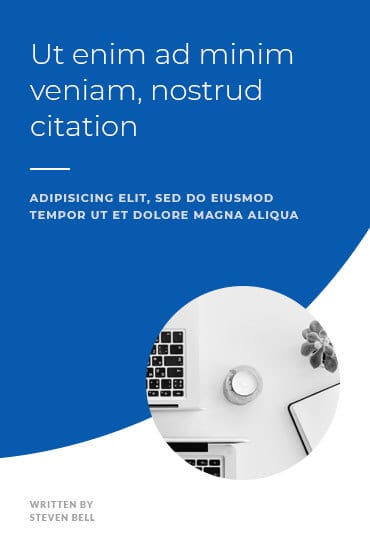 Ut enim ad minim
veniam, nostrud
citation
ADIPISICING ELIT, SED DO EIUSMOD
TEMPOR UT ET DOLORE MAGNA ALIQUA
WRITTEN BY
STEVEN BELL